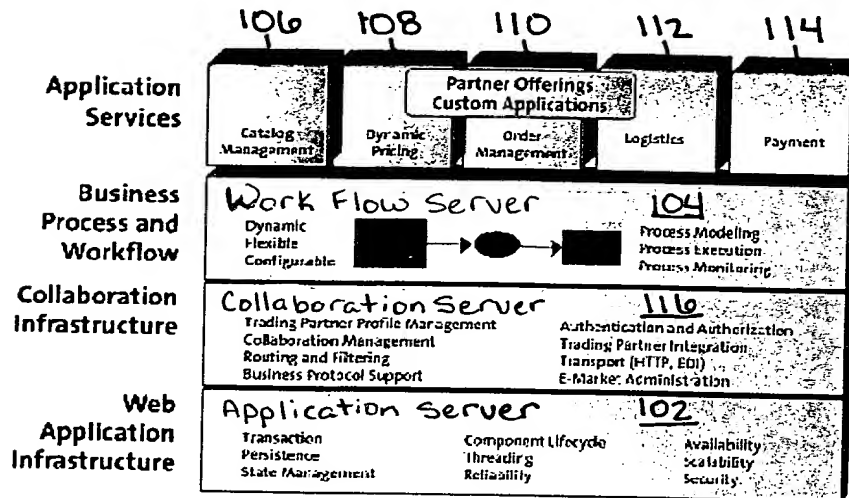 106 108 110 112 114
Application
Services
Partner Offerings
Custom Applications
Catalog
Management
Dynamic
Pricing
Order
Management
Logistics
Payment
Business
Process and
Workflow
Work Flow Server 104
Dynamic
Flexible
Configurable
Process Modeling
Process Execution
Process Monitoring
Collaboration
Infrastructure
Collaboration Server 116
Trading Partner Profile Management
Collaboration Management
Routing and Filtering
Business Protocol Support
Authentication and Authorization
Trading Partner Integration
Transport (HTTP, EDI)
E-Market Administration
Web
Application
Infrastructure
Application Server 102
Transaction
Persistence
State Management
Component Lifecycle
Threading
Reliability
Availability
Scalability
Security